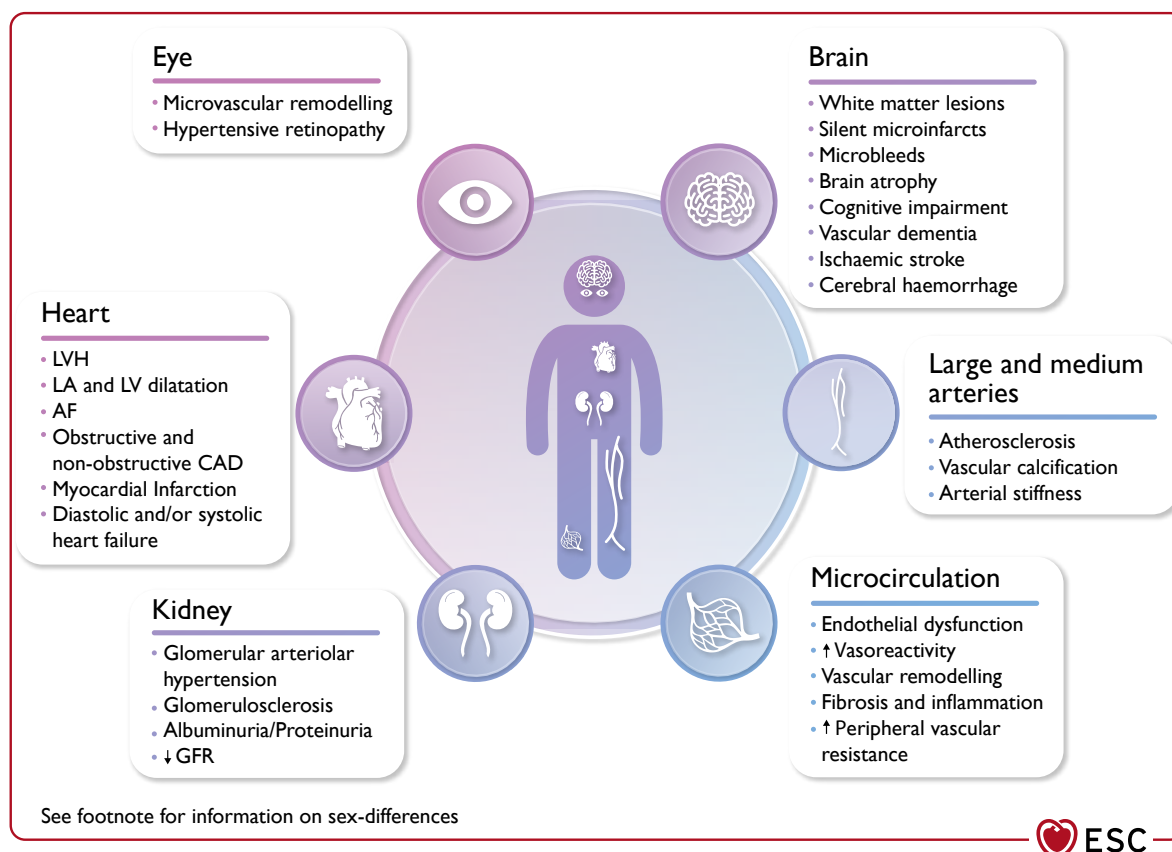 Eye
• Microvascular remodelling
• Hypertensive retinopathy
Brain
• White matter lesions
• Silent microinfarcts
• Microbleeds
• Brain atrophy
• Cognitive impairment
• Vascular dementia
• Ischaemic stroke
• Cerebral haemorrhage
Heart
• LVH
• LA and LV dilatation
• AF
• Obstructive and
non-obstructive CAD
• Myocardial Infarction
• Diastolic and/or systolic
heart failure
Large and medium
arteries
• Atherosclerosis
• Vascular calcification
• Arterial stiffness
Kidney
• Glomerular arteriolar
hypertension
• Glomerulosclerosis
• Albuminuria/Proteinuria
• ↓ GFR
Microcirculation
• Endothelial dysfunction
• ↑ Vasoreactivity
• Vascular remodelling
• Fibrosis and inflammation
• ↑ Peripheral vascular
resistance
See footnote for information on sex-differences
ESC